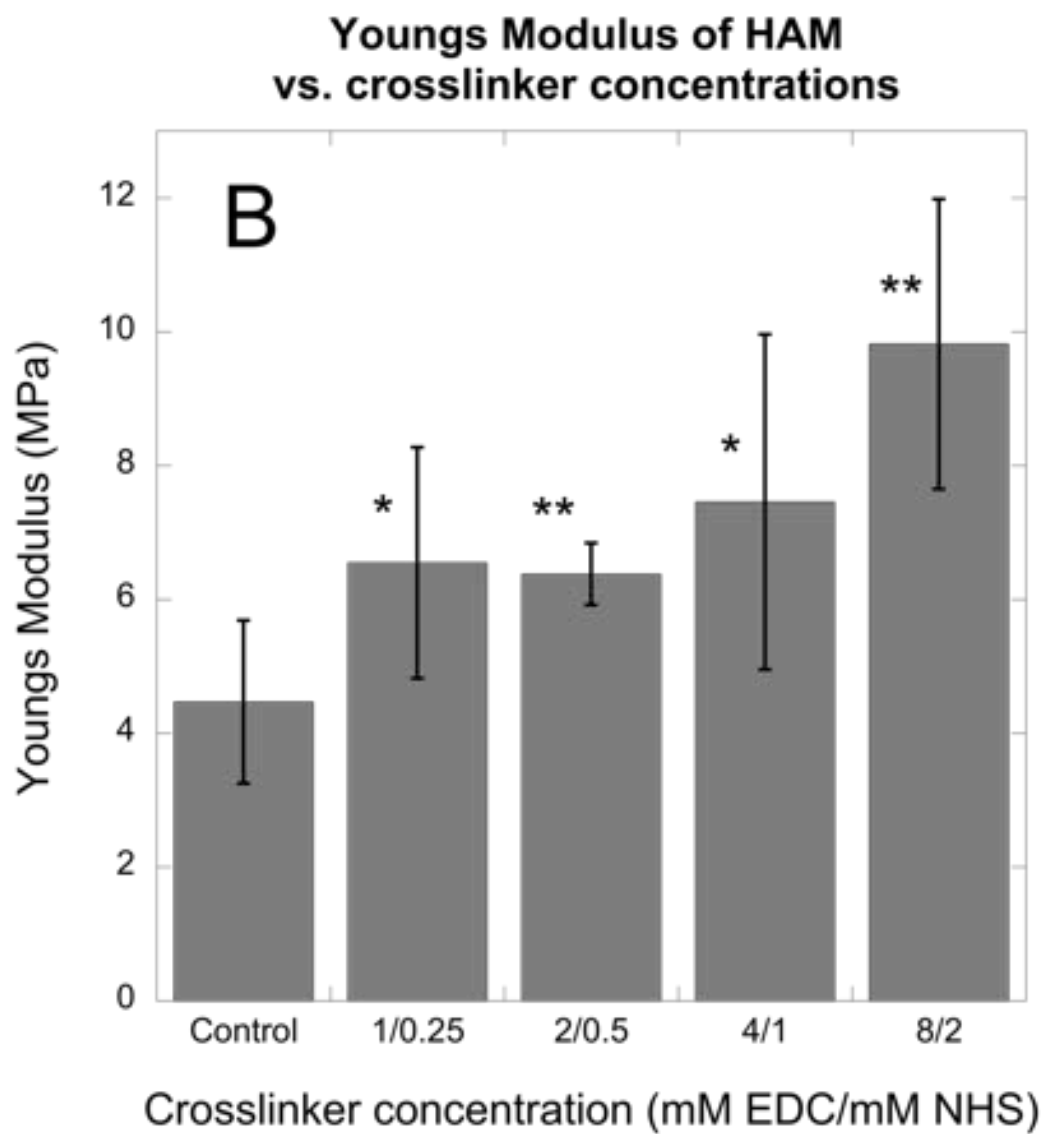 Youngs Modulus of HAM
vs. crosslinker concentrations
B
12
10
8
6
4
2
0
Youngs Modulus (MPa)
*
**
*
**
Control 1/0.25 2/0.5 4/1 8/2
Crosslinker concentration (mM EDC/mM NHS)